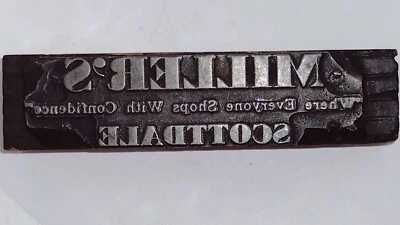 MILLER'S
Where Everyone Shops With Confidence
SCOTTDALE